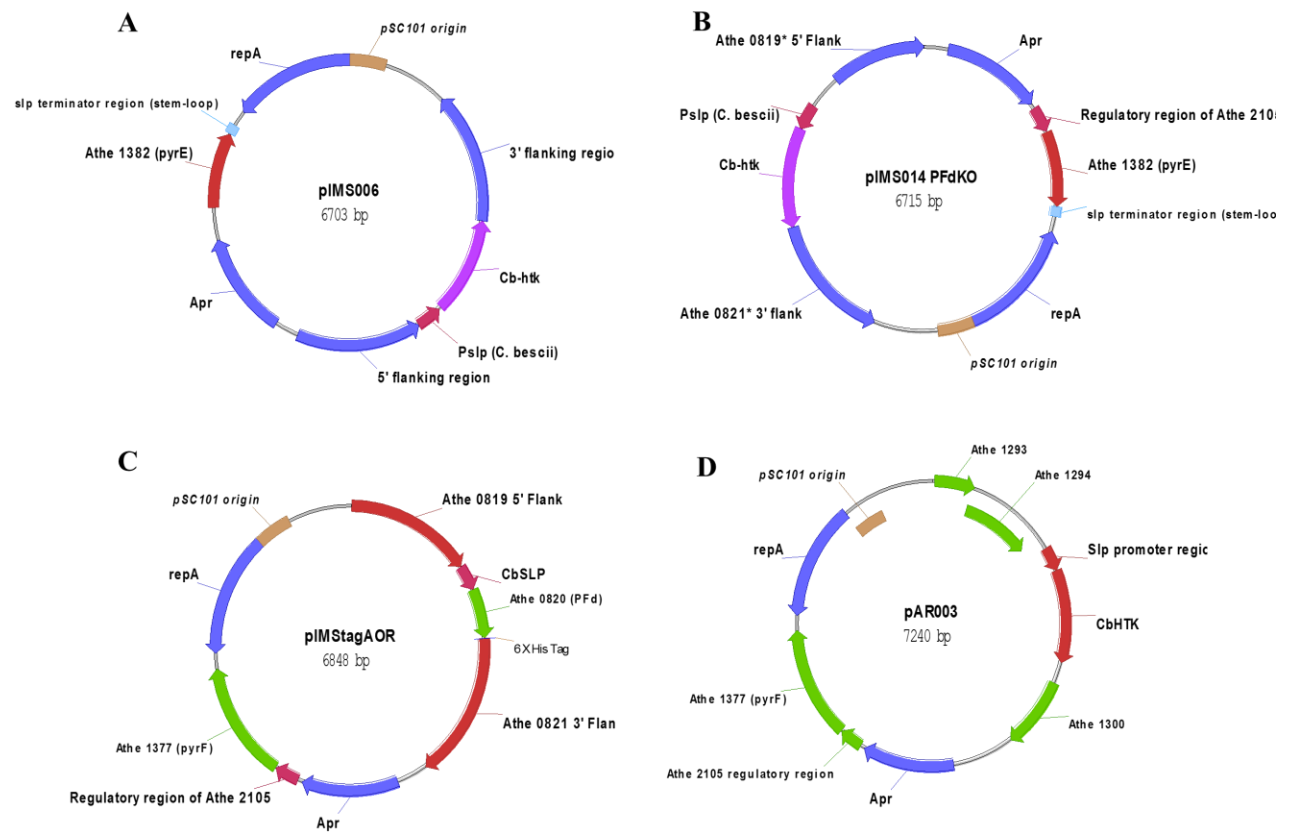 A
pSC101 origin
repA
slp terminator region (stem-loop)
Athe 1382 (pyrE)
3' flanking regio
pIMS006
6703 bp
Cb-htk
Apr
Pslp (C. bescii)
5' flanking region
B
Athe 0819* 5' Flank
Apr
Pslp (C. bescii)
Regulatory region of Athe 210
Cb-htk
Athe 1382 (pyrE)
pIMS014 PFdKO
6715 bp
slp terminator region (stem-loo
Athe 0821* 3' flank
repA
pSC101 origin
C
pSC101 origin
Athe 0819 5' Flank
repA
CbSLP
Athe 0820 (PFd)
pIMStagAOR
6848 bp
6XHis Tag
Athe 0821 3' Flan
Athe 1377 (pyrF)
Regulatory region of Athe 2105
Apr
D
Athe 1293
pSC101 origin
Athe 1294
repA
Slp promoter regic
pAR003
7240 bp
CbHTK
Athe 1377 (pyrF)
Athe 1300
Athe 2105 regulatory region
Apr